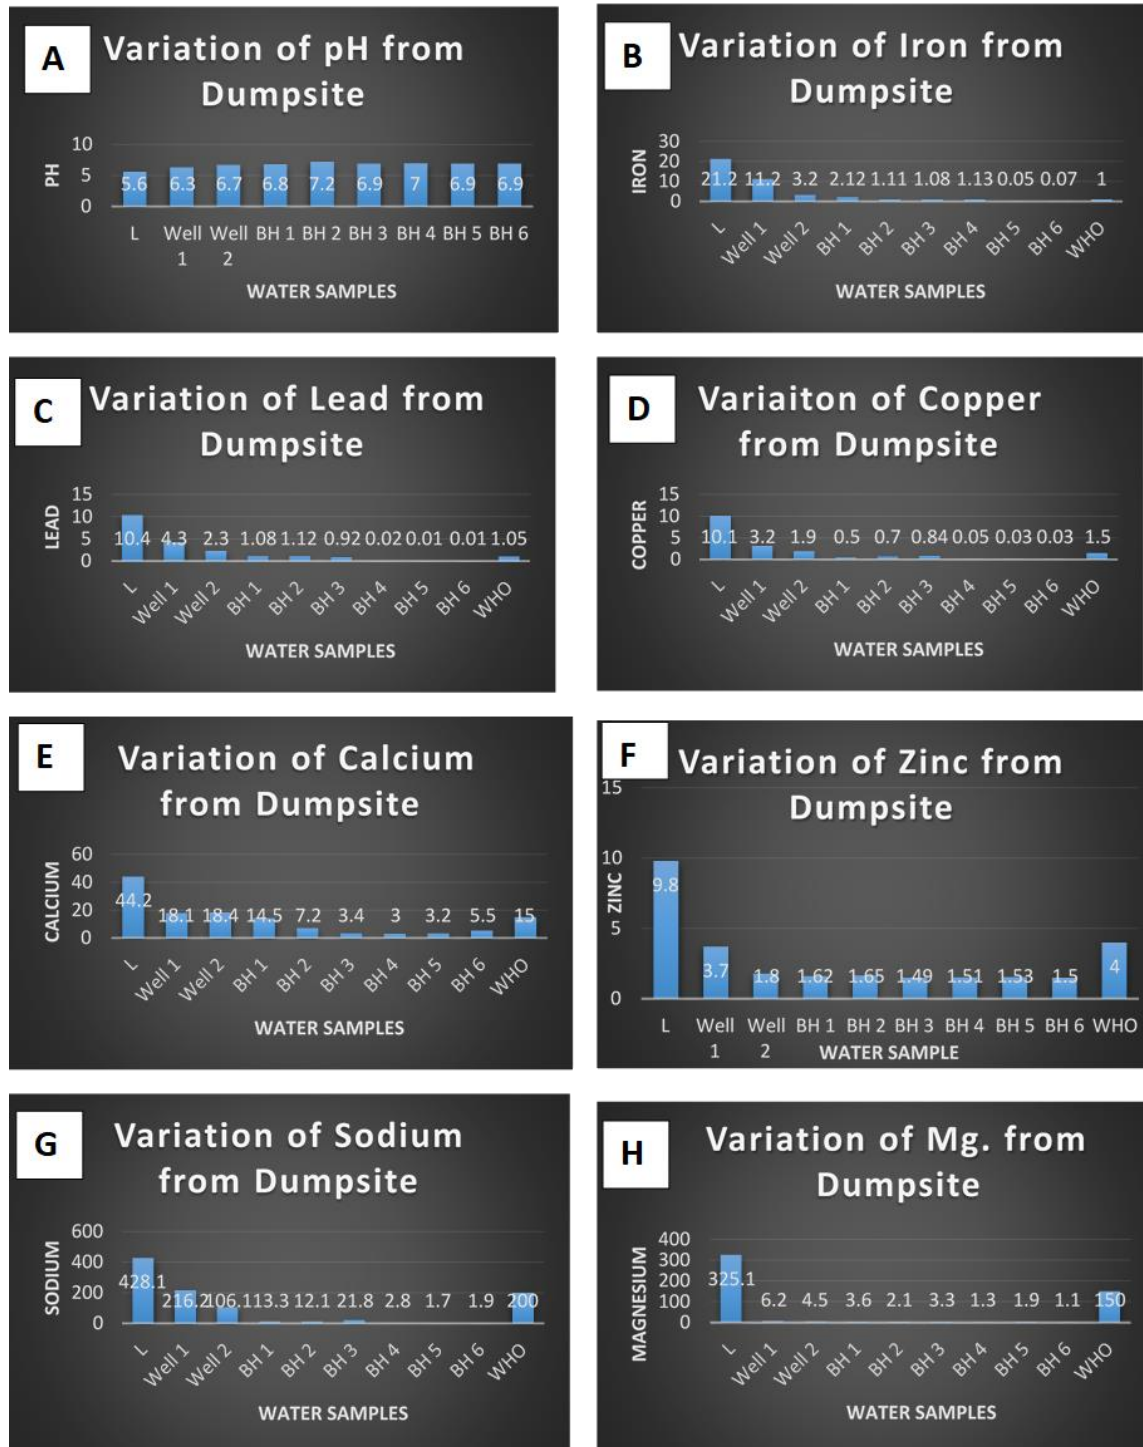 A
Variation of pH from
Dumpsite
PH
10
5
0
5.6 6.3 6.7 6.8 7.2 6.9 7 6.9 6.9
L Well 1 Well 2 BH 1 BH 2 BH 3 BH 4 BH 5 BH 6
WATER SAMPLES
B
Variation of Iron from
Dumpsite
IRON
30
20
10
0
21.2 11.2 3.2 2.12 1.11 1.08 1.13 0.05 0.07 1
L Well 1 Well 2 BH 1 BH 2 BH 3 BH 4 BH 5 BH 6 WHO
WATER SAMPLES
C
Variation of Lead from
Dumpsite
LEAD
15
10
5
0
10.4 4.3 2.3 1.08 1.12 0.92 0.02 0.01 0.01 1.05
L Well 1 Well 2 BH 1 BH 2 BH 3 BH 4 BH 5 BH 6 WHO
WATER SAMPLES
D
Variaiton of Copper
from Dumpsite
COPPER
15
10
5
0
10.1 3.2 1.9 0.5 0.7 0.84 0.05 0.03 0.03 1.5
L Well 1 Well 2 BH 1 BH 2 BH 3 BH 4 BH 5 BH 6 WHO
WATER SAMPLES
E
Variation of Calcium
from Dumpsite
CALCIUM
60
40
20
0
44.2 18.1 18.4 14.5 7.2 3.4 3 3.2 5.5 15
L Well 1 Well 2 BH 1 BH 2 BH 3 BH 4 BH 5 BH 6 WHO
WATER SAMPLES
F
Variation of Zinc from
Dumpsite
ZINC
15
10
5
0
9.8 3.7 1.8 1.62 1.65 1.49 1.51 1.53 1.5 4
L Well 1 Well 2 BH 1 BH 2 BH 3 BH 4 BH 5 BH 6 WHO
WATER SAMPLE
G
Variation of Sodium
from Dumpsite
SODIUM
600
400
200
0
428.1 216.2 106.1 13.3 12.1 21.8 2.8 1.7 1.9 200
L Well 1 Well 2 BH 1 BH 2 BH 3 BH 4 BH 5 BH 6 WHO
WATER SAMPLES
H
Variation of Mg. from
Dumpsite
MAGNESIUM
400
300
200
100
0
325.1 6.2 4.5 3.6 2.1 3.3 1.3 1.9 1.1 150
L Well 1 Well 2 BH 1 BH 2 BH 3 BH 4 BH 5 BH 6 WHO
WATER SAMPLES